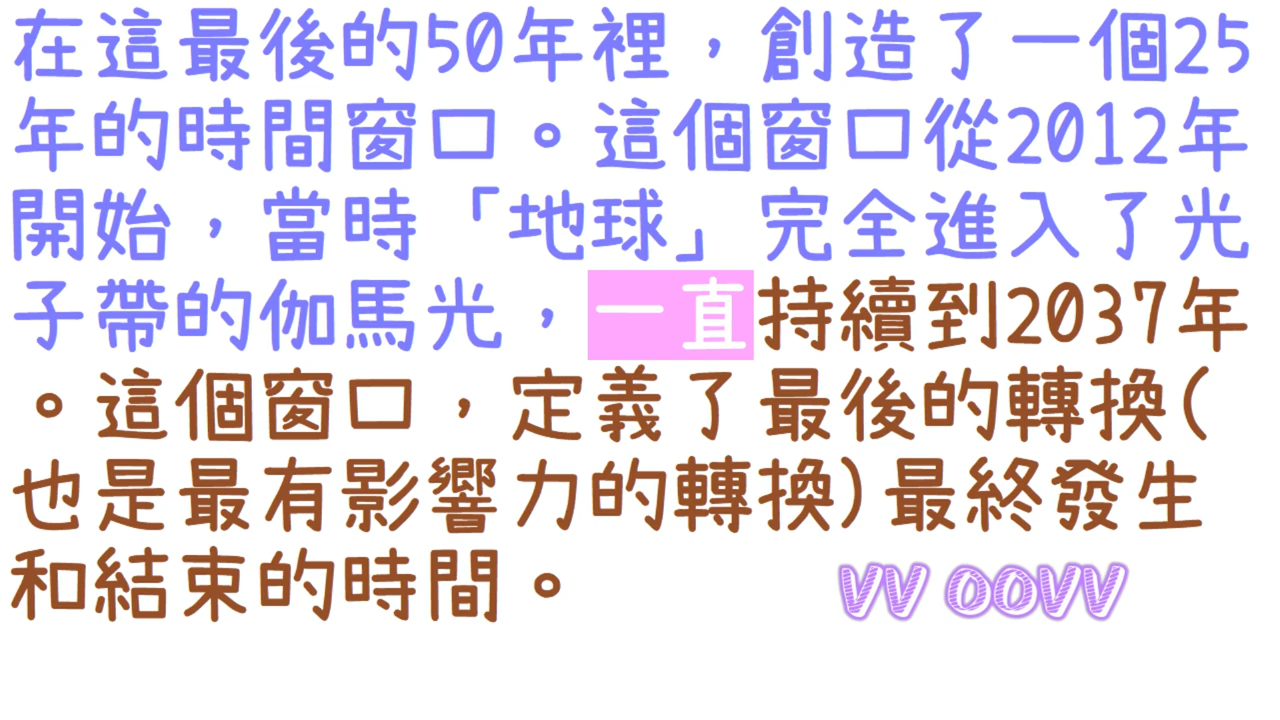 在這最後的50年裡，創造了一個25
年的時間窗口。這個窗口從2012年
開始，當時「地球」完全進入了光
子帶的伽馬光，一直持續到2037年
。這個窗口，定義了最後的轉換(
也是最有影響力的轉換)最終發生
和結束的時間。
VV OOVV